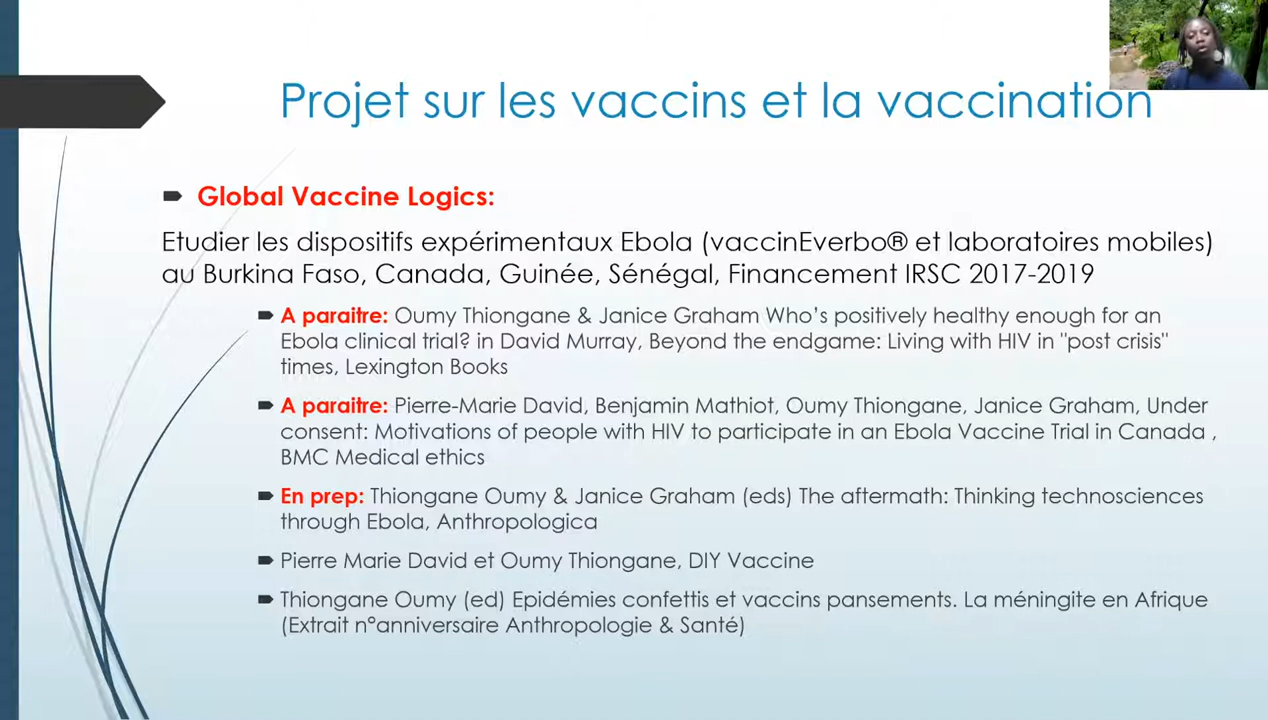 Projet sur les vaccins et la vaccination
Global Vaccine Logics:
Etudier les dispositifs expérimentaux Ebola (vaccinEverbo® et laboratoires mobiles)
au Burkina Faso, Canada, Guinée, Sénégal, Financement IRSC 2017-2019
A paraitre: Oumy Thiongane & Janice Graham Who's positively healthy enough for an
Ebola clinical trial? in David Murray, Beyond the endgame: Living with HIV in "post crisis"
times, Lexington Books
A paraitre: Pierre-Marie David, Benjamin Mathiot, Oumy Thiongane, Janice Graham, Under
consent: Motivations of people with HIV to participate in an Ebola Vaccine Trial in Canada ,
BMC Medical ethics
En prep: Thiongane Oumy & Janice Graham (eds) The aftermath: Thinking technosciences
through Ebola, Anthropologica
Pierre Marie David et Oumy Thiongane, DIY Vaccine
Thiongane Oumy (ed) Epidémies confettis et vaccins pansements. La méningite en Afrique
(Extrait n°anniversaire Anthropologie & Santé)